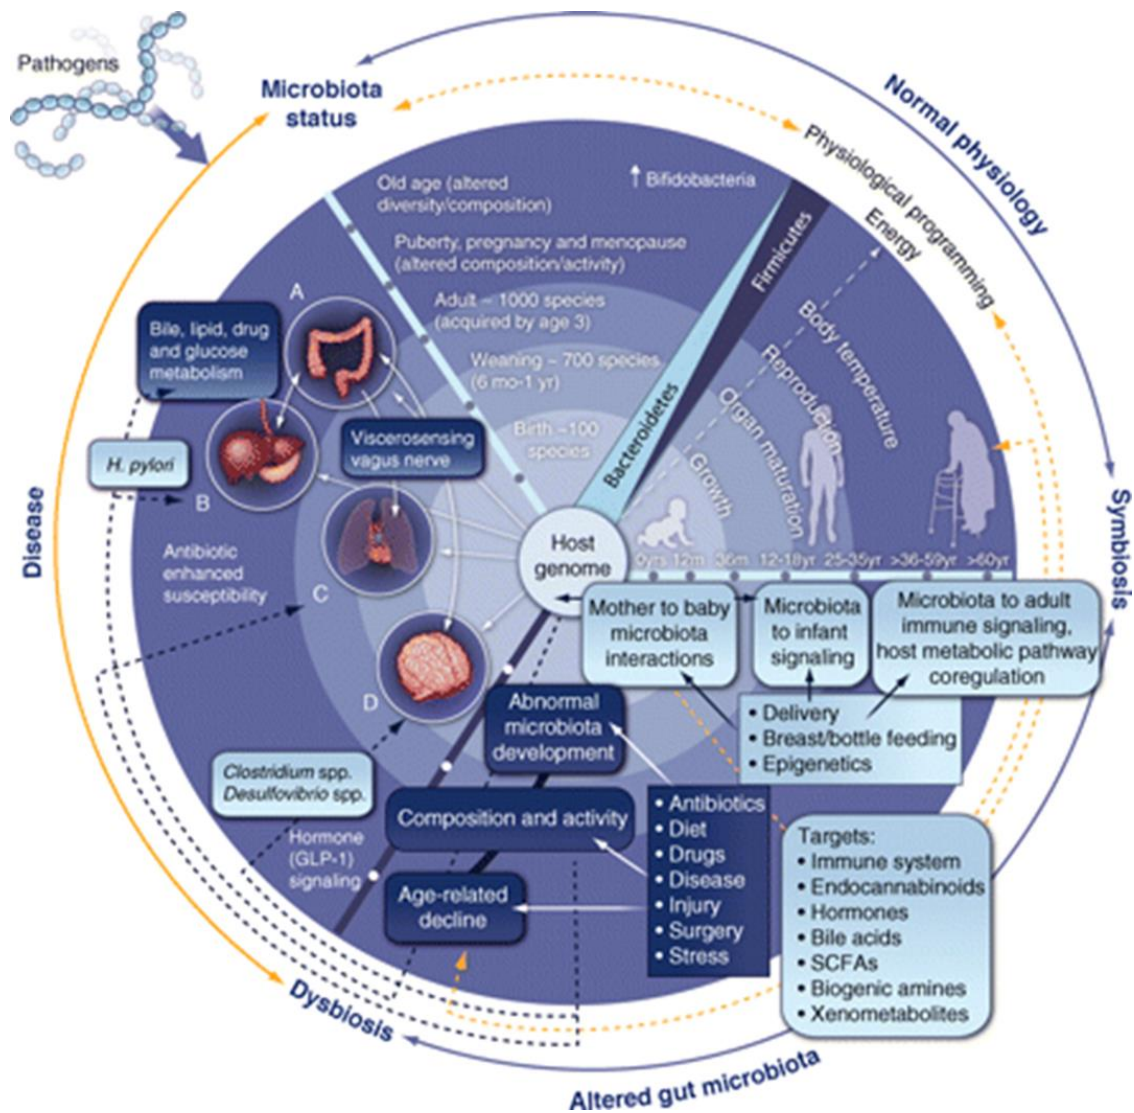 Pathogens
Microbiota
status
Normal physiology
Physiological programming
Energy
Old age (altered
diversity/composition)
↑ Bifidobacteria
Puberty, pregnancy and menopause
(altered composition/activity)
Adult ~ 1000 species
(acquired by age 3)
Weaning ~ 700 species
(6 mo-1 yr)
Birth ~100
species
Bacteroidetes
Firmicutes
Body temperature
Reproduction
Organ maturation
Growth
A
Bile, lipid, drug
and glucose
metabolism
Viscerosensing
vagus nerve
H. pylori
B
Antibiotic
enhanced
susceptibility
C
D
Disease
Symbiosis
Host
genome
0yrs 12m 36m 12-18yr 25-35yr >36-59yr >60yr
Mother to baby
microbiota
interactions
Microbiota
to infant
signaling
Microbiota to adult
immune signaling,
host metabolic pathway
coregulation
• Delivery
• Breast/bottle feeding
• Epigenetics
Abnormal
microbiota
development
Clostridium spp.
Desulfovibrio spp.
Composition and activity
Hormone
(GLP-1)
signaling
Age-related
decline
• Antibiotics
• Diet
• Drugs
• Disease
• Injury
• Surgery
• Stress
Targets:
• Immune system
• Endocannabinoids
• Hormones
• Bile acids
• SCFAs
• Biogenic amines
• Xenometabolites
Dysbiosis
Altered gut microbiota